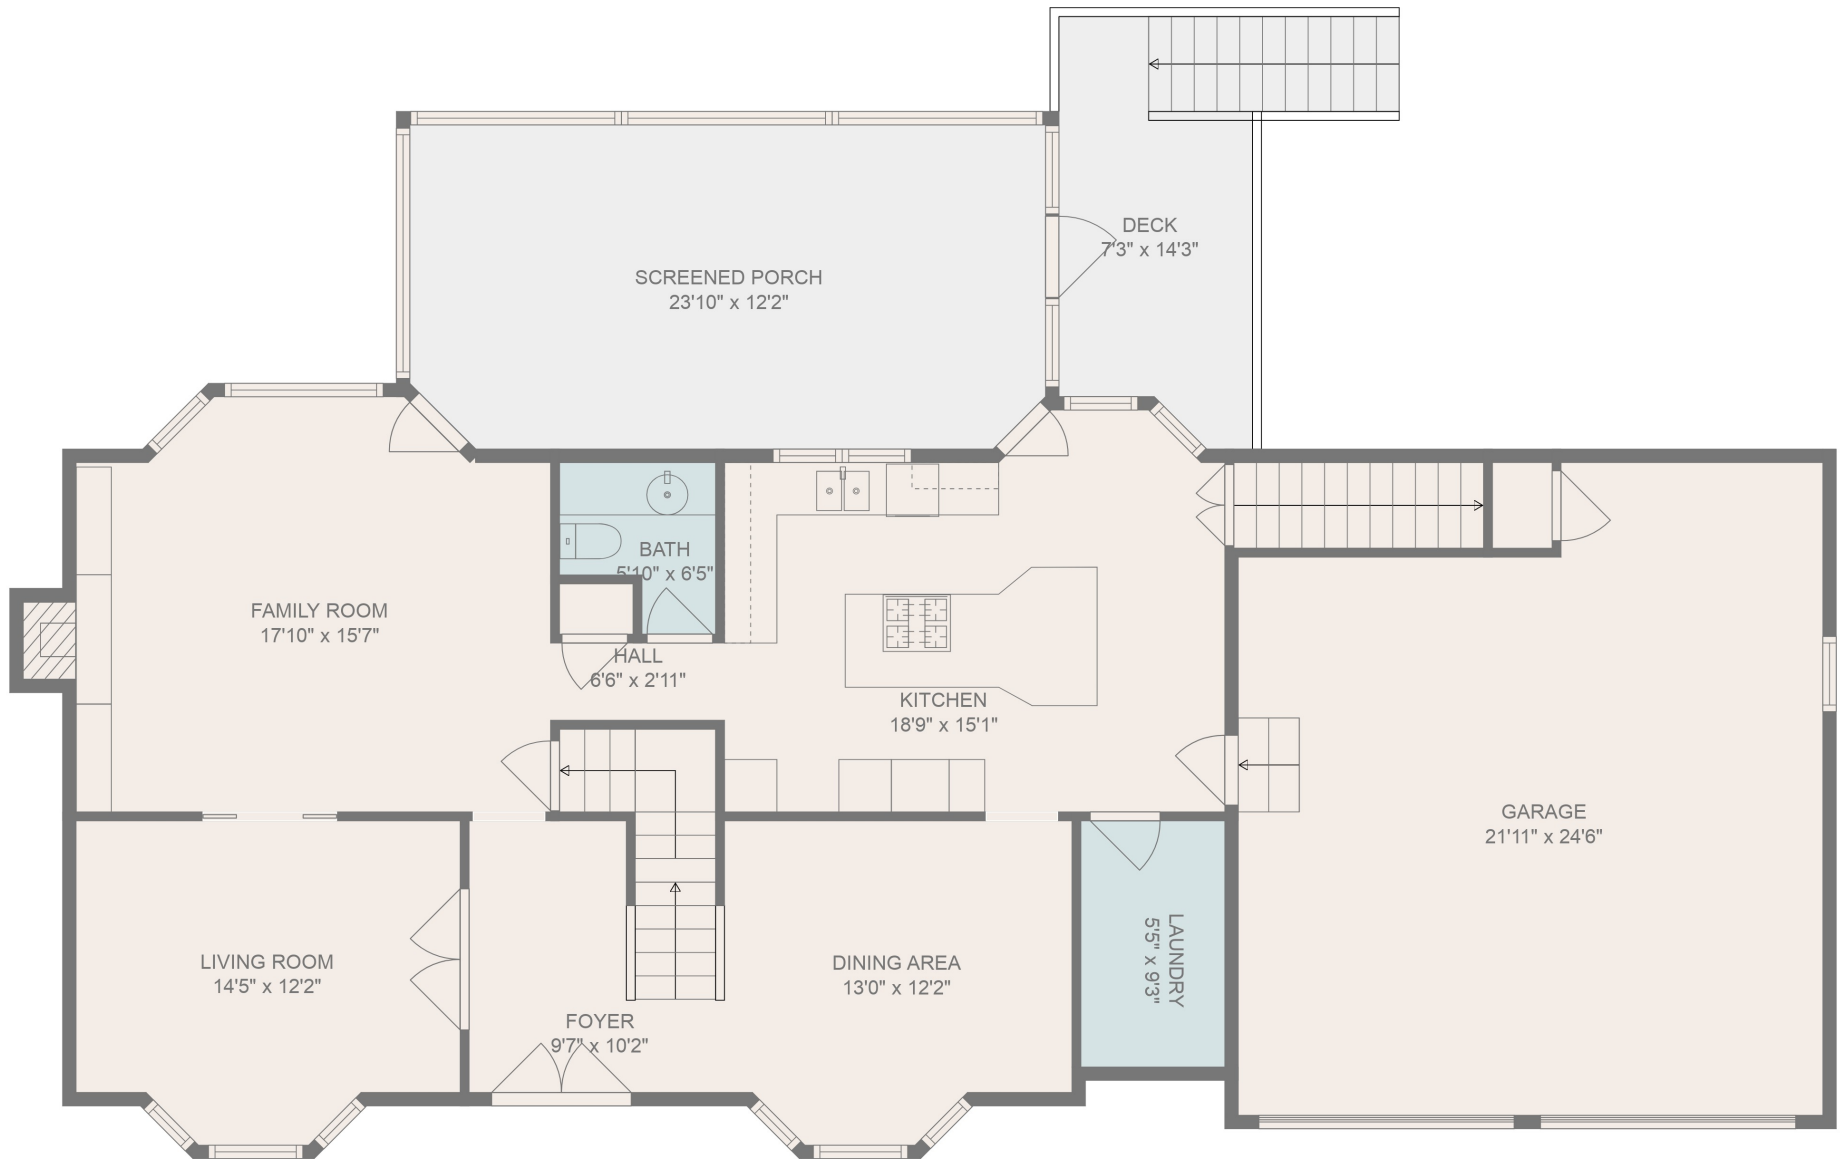 DECK
7'3" x 14'3"
SCREENED PORCH
23'10" x 12'2"
BATH
5'10" x 6'5"
FAMILY ROOM
17'10" x 15'7"
HALL
6'6" x 2'11"
KITCHEN
18'9" x 15'1"
GARAGE
21'11" x 24'6"
LIVING ROOM
14'5" x 12'2"
DINING AREA
13'0" x 12'2"
LAUNDRY
5'5" x 9'3"
FOYER
9'7" x 10'2"